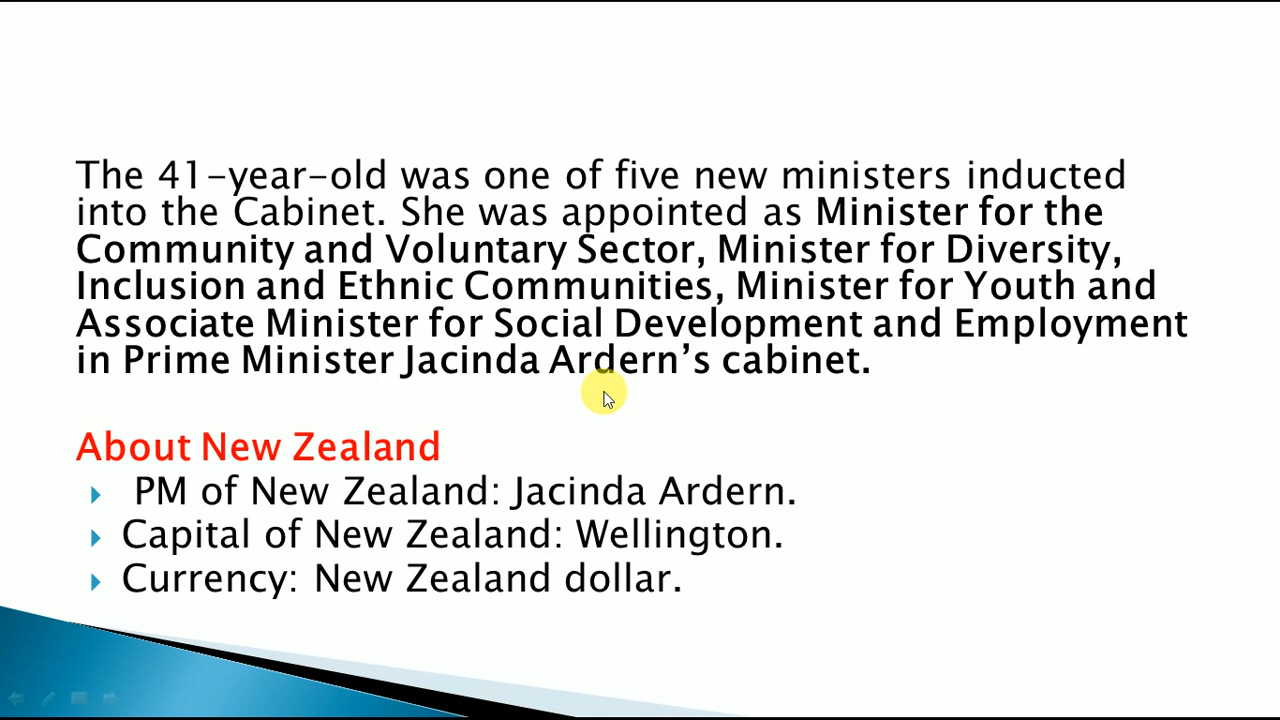 The 41-year-old was one of five new ministers inducted
into the Cabinet. She was appointed as Minister for the
Community and Voluntary Sector, Minister for Diversity,
Inclusion and Ethnic Communities, Minister for Youth and
Associate Minister for Social Development and Employment
in Prime Minister Jacinda Ardern’s cabinet.
About New Zealand
PM of New Zealand: Jacinda Ardern.
Capital of New Zealand: Wellington.
Currency: New Zealand dollar.